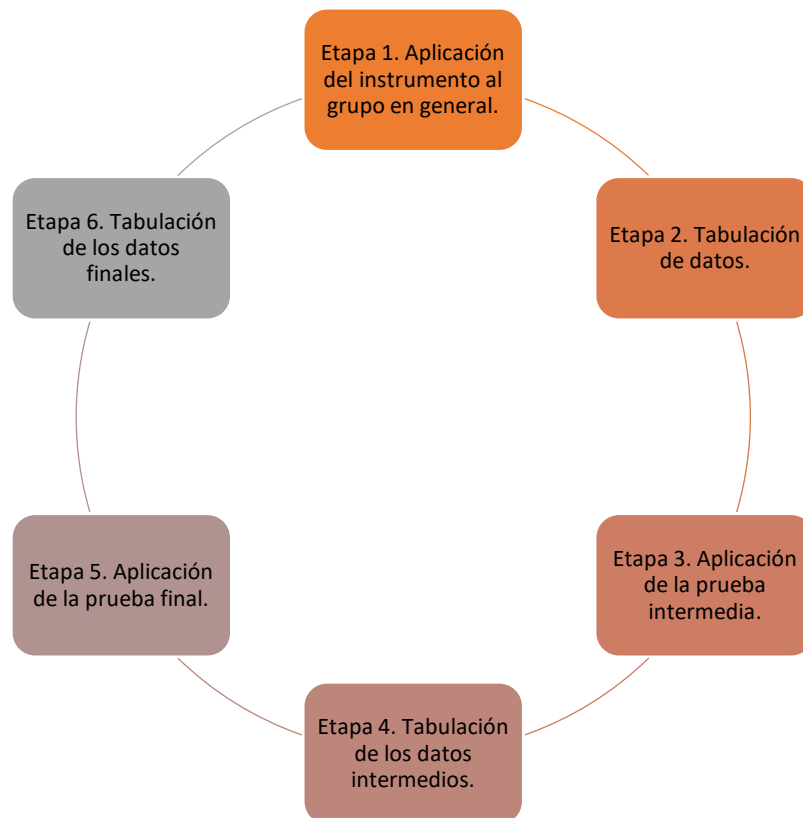 Etapa 1. Aplicación
del instrumento al
grupo en general.
Etapa 2. Tabulación
de datos.
Etapa 3. Aplicación
de la prueba
intermedia.
Etapa 4. Tabulación
de los datos
intermedios.
Etapa 5. Aplicación
de la prueba final.
Etapa 6. Tabulación
de los datos
finales.